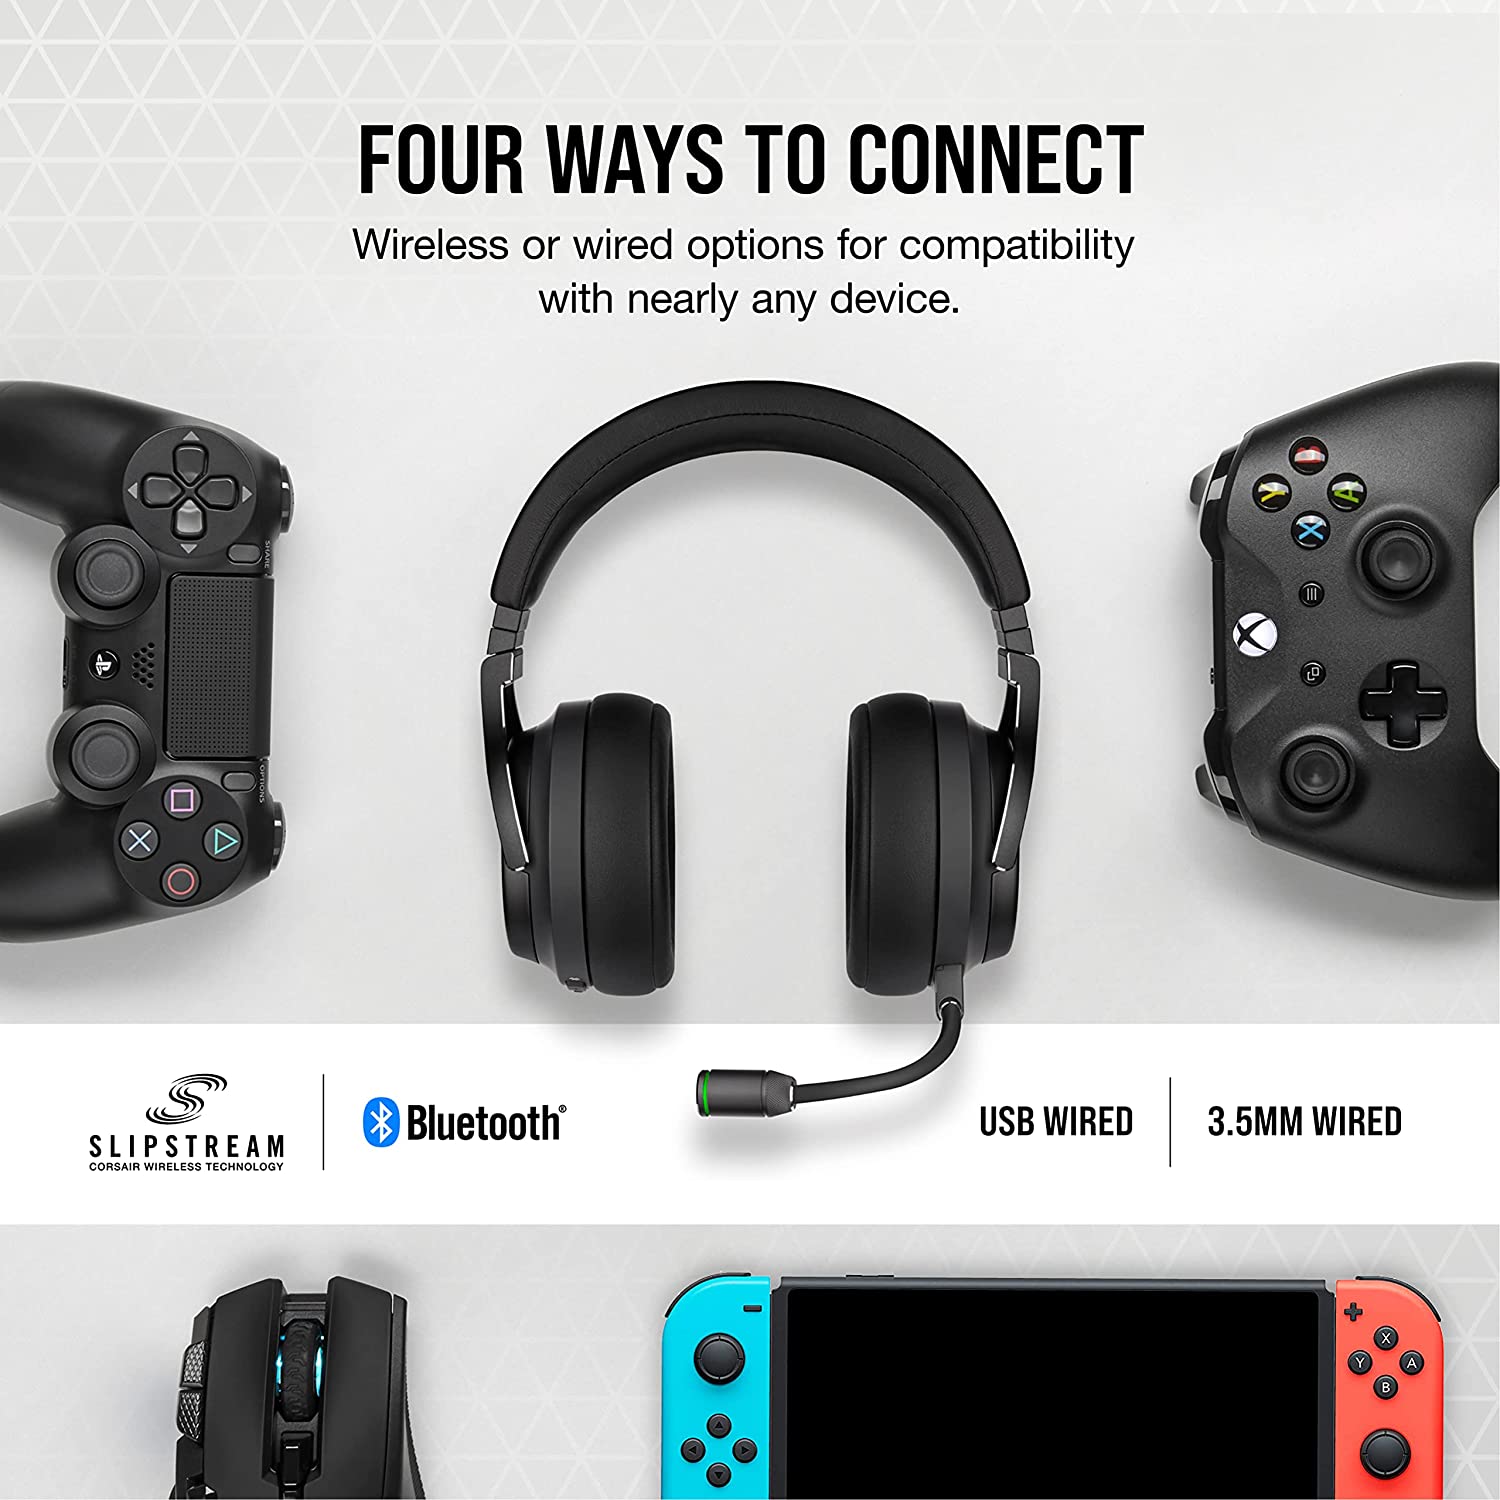 FOUR WAYS TO CONNECT
Wireless or wired options for compatibility
with nearly any device.
SHARE
OPTIONS
B
Y
A
X
SLIPSTREAM
CORSAIR WIRELESS TECHNOLOGY
Bluetooth®
USB WIRED
3.5MM WIRED
X
Y
A
B